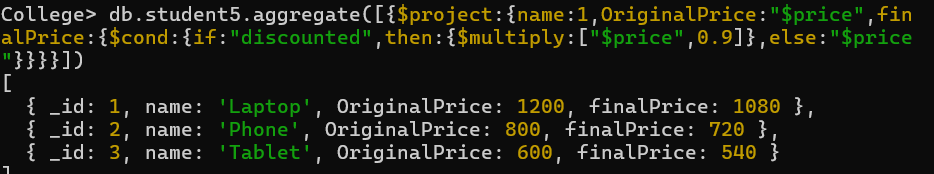 College> db.student5.aggregate([{$project:{name:1,OriginalPrice:"$price",fin
alPrice:{$cond:{if:"discounted",then:{$multiply:["$price",0.9]},else:"$price
"}}}}])
[
  { _id: 1, name: 'Laptop', OriginalPrice: 1200, finalPrice: 1080 },
  { _id: 2, name: 'Phone', OriginalPrice: 800, finalPrice: 720 },
  { _id: 3, name: 'Tablet', OriginalPrice: 600, finalPrice: 540 }
]